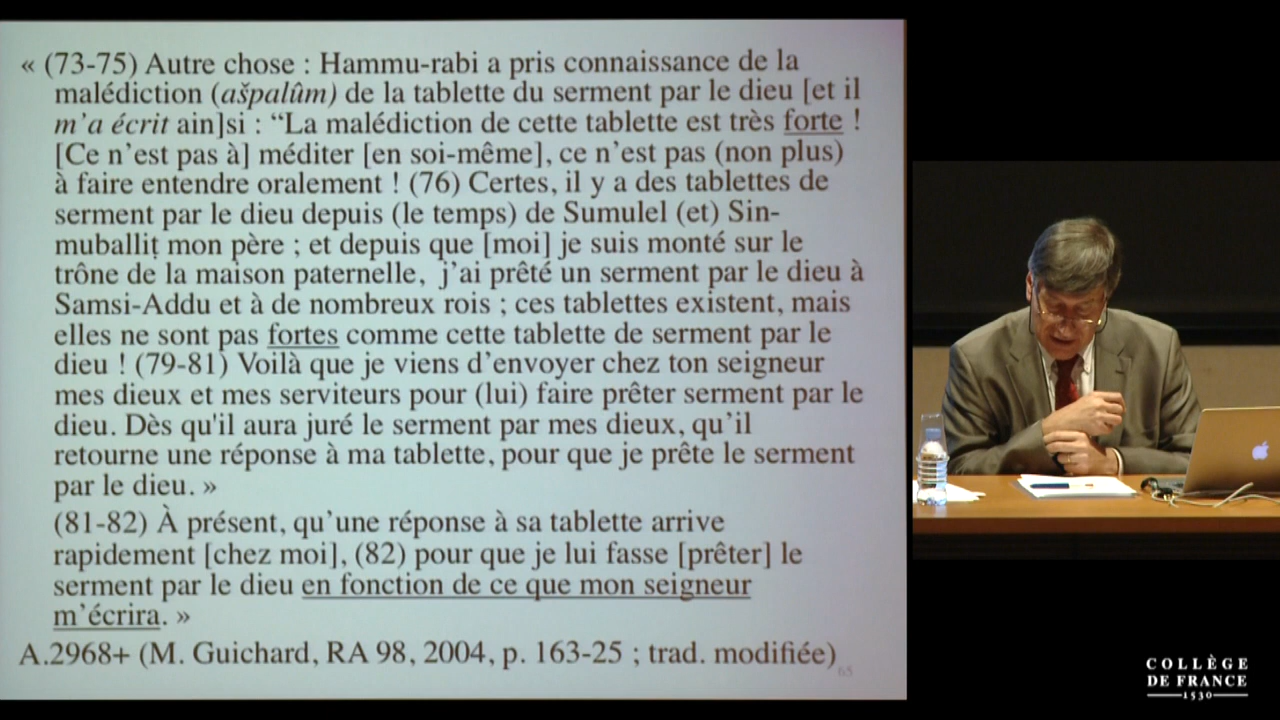 « (73-75) Autre chose : Hammu-rabi a pris connaissance de la
malédiction (ašpalûm) de la tablette du serment par le dieu [et il
m’a écrit ain]si : “La malédiction de cette tablette est très forte !
[Ce n’est pas à] méditer [en soi-même], ce n’est pas (non plus)
à faire entendre oralement ! (76) Certes, il y a des tablettes de
serment par le dieu depuis (le temps) de Sumulel (et) Sin-
muballiṭ mon père ; et depuis que [moi] je suis monté sur le
trône de la maison paternelle, j’ai prêté un serment par le dieu à
Samsi-Addu et à de nombreux rois ; ces tablettes existent, mais
elles ne sont pas fortes comme cette tablette de serment par le
dieu ! (79-81) Voilà que je viens d’envoyer chez ton seigneur
mes dieux et mes serviteurs pour (lui) faire prêter serment par le
dieu. Dès qu'il aura juré le serment par mes dieux, qu’il
retourne une réponse à ma tablette, pour que je prête le serment
par le dieu. »
(81-82) À présent, qu’une réponse à sa tablette arrive
rapidement [chez moi], (82) pour que je lui fasse [prêter] le
serment par le dieu en fonction de ce que mon seigneur
m’écrira. »
A.2968+ (M. Guichard, RA 98, 2004, p. 163-25 ; trad. modifiée)
65
COLLÈGE
DE FRANCE
1530